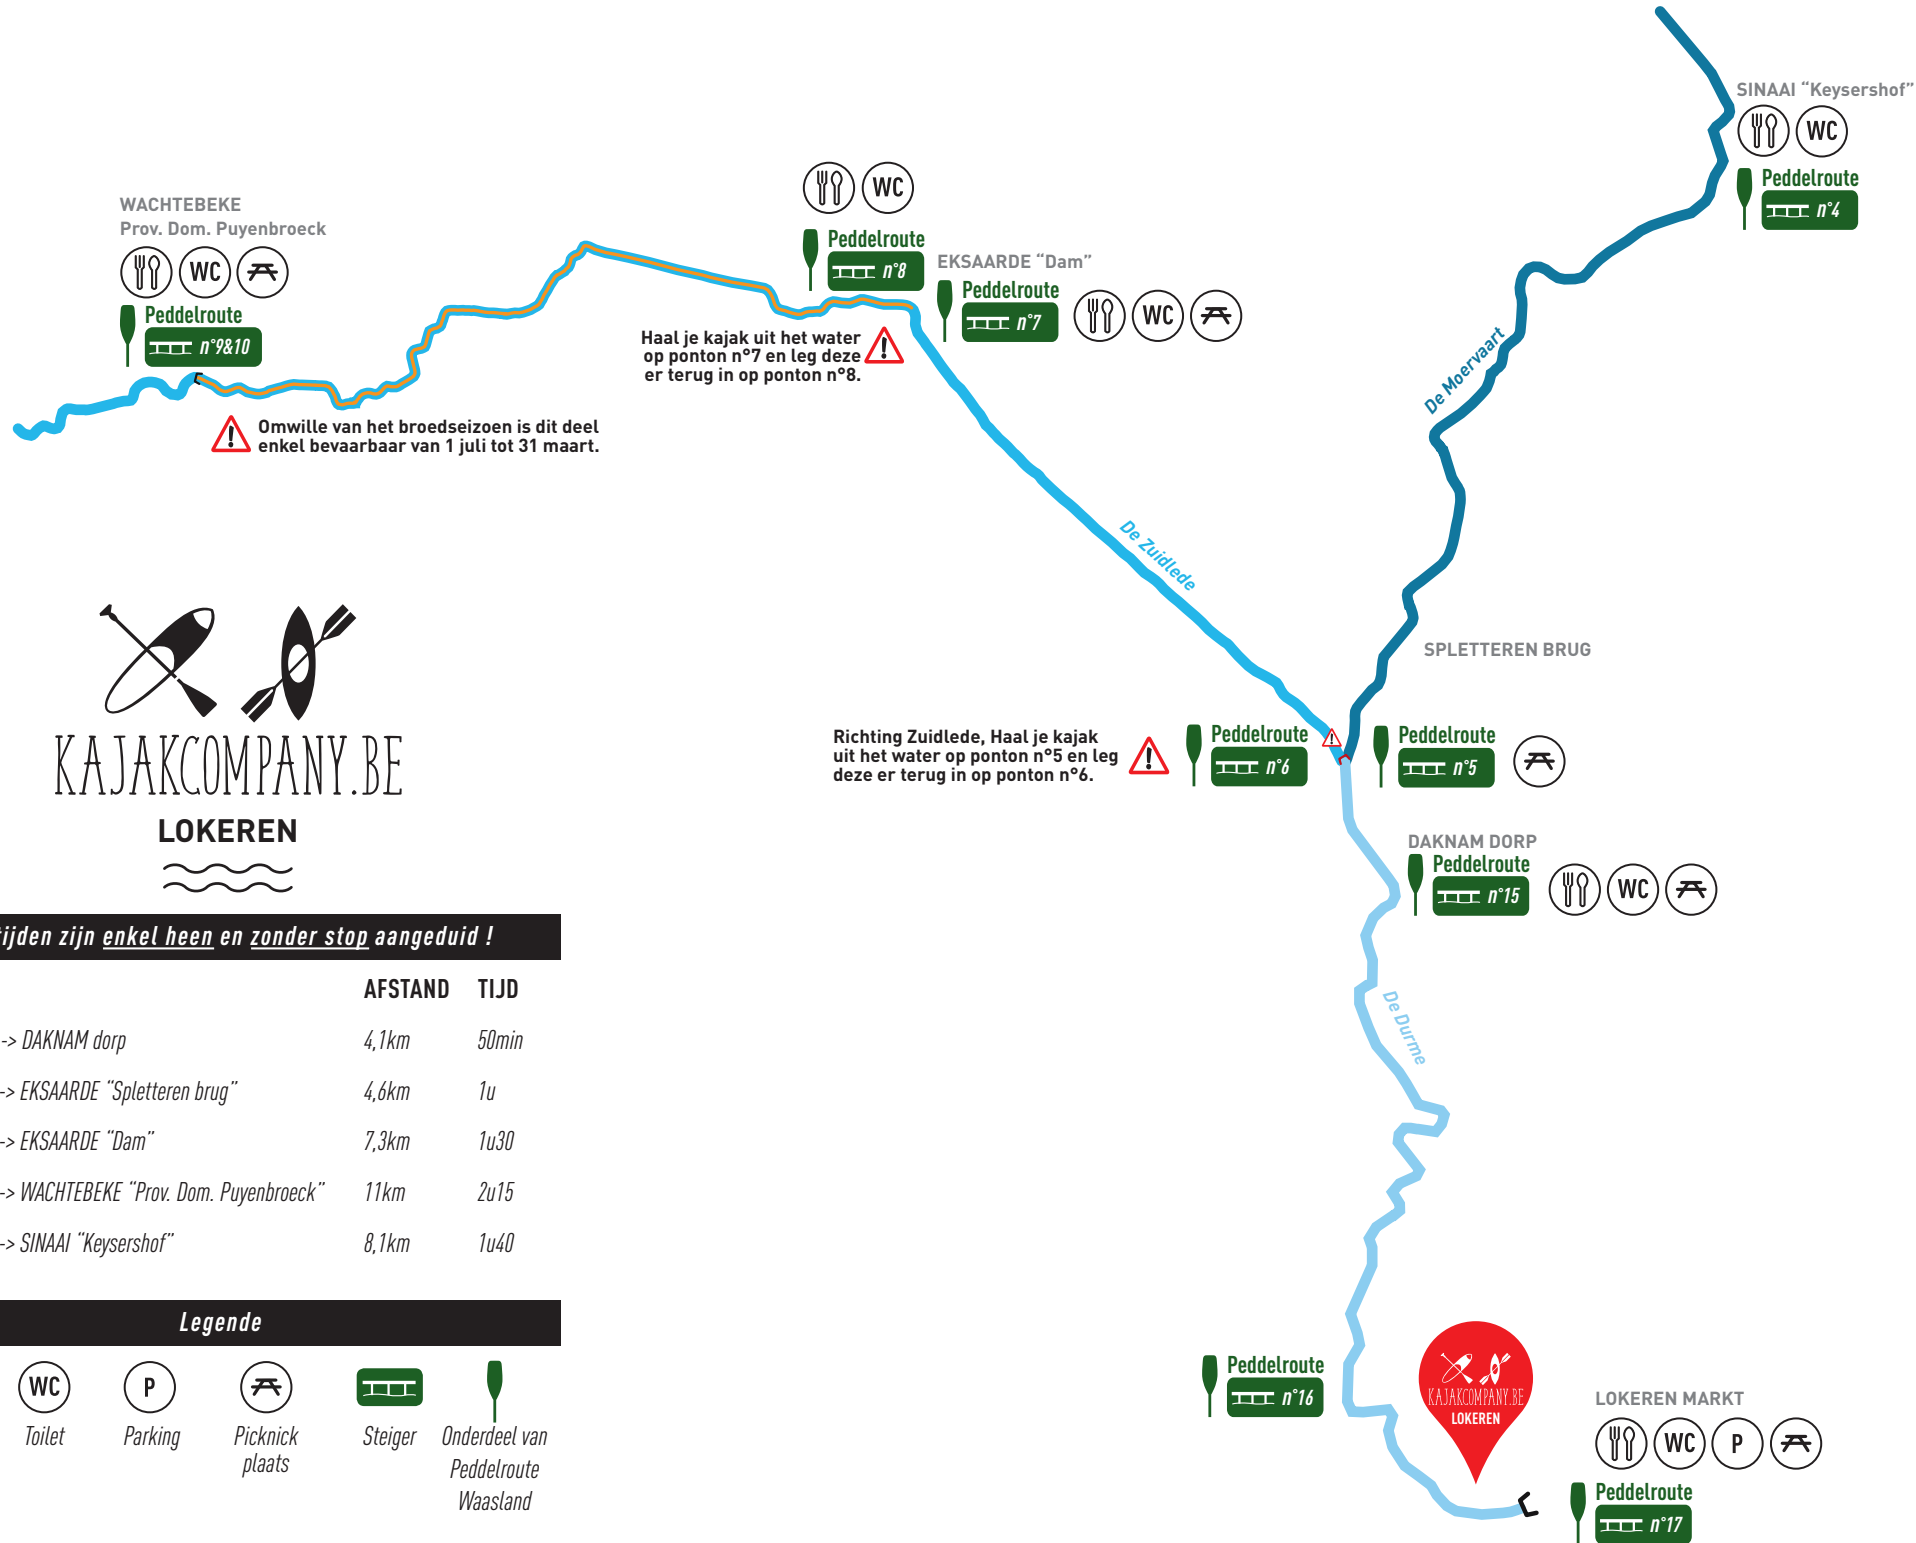 SINAAI “Keysershof”
WC
Peddelroute
n°4
WACHTEBEKE
Prov. Dom. Puyenbroeck
WC
Peddelroute
n°9&10
WC
Peddelroute
n°8
EKSAARDE “Dam”
Peddelroute
n°7
WC
Haal je kajak uit het water
op ponton n°7 en leg deze
er terug in op ponton n°8.
Omwille van het broedseizoen is dit deel
enkel bevaarbaar van 1 juli tot 31 maart.
De Moervaart
De Zuidlede
SPLETTEREN BRUG
Richting Zuidlede, Haal je kajak
uit het water op ponton n°5 en leg
deze er terug in op ponton n°6.
Peddelroute
n°6
Peddelroute
n°5
DAKNAM DORP
Peddelroute
n°15
WC
De Durme
KAJAKCOMPANY.BE
LOKEREN
tijden zijn enkel heen en zonder stop aangeduid !
AFSTAND TIJD
-> DAKNAM dorp 4,1km 50min
-> EKSAARDE “Spletteren brug” 4,6km 1u
-> EKSAARDE “Dam” 7,3km 1u30
-> WACHTEBEKE “Prov. Dom. Puyenbroeck” 11km 2u15
-> SINAAI “Keysershof” 8,1km 1u40
Legende
WC
P
Toilet
Parking
Picknick
plaats
Steiger
Onderdeel van
Peddelroute
Waasland
Peddelroute
n°16
KAJAKCOMPANY.BE
LOKEREN
LOKEREN MARKT
WC
P
Peddelroute
n°17